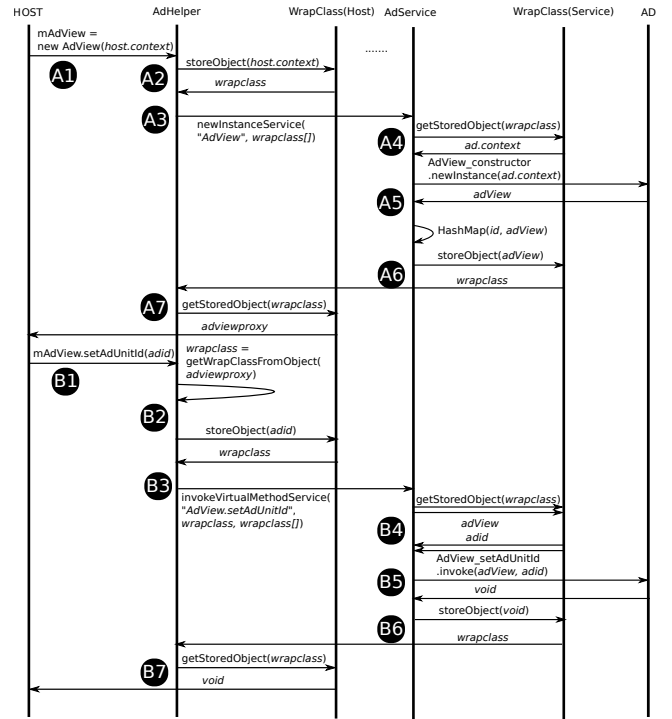 HOST AdHelper WrapClass(Host) AdService WrapClass(Service) AD
mAdView =
new AdView(host.context)
.......
A1
storeObject(host.context)
A2
wrapclass
A3
newInstanceService(
"AdView", wrapclass[])
getStoredObject(wrapclass)
A4
ad.context
AdView_constructor
.newInstance(ad.context)
A5
adView
HashMap(id, adView)
storeObject(adView)
A6
wrapclass
A7
getStoredObject(wrapclass)
adviewproxy
mAdView.setAdUnitId(adid)
B1
wrapclass =
getWrapClassFromObject(
adviewproxy)
B2
storeObject(adid)
wrapclass
B3
invokeVirtualMethodService(
"AdView.setAdUnitId",
wrapclass, wrapclass[])
getStoredObject(wrapclass)
B4
adView
adid
AdView_setAdUnitId
.invoke(adView, adid)
B5
void
storeObject(void)
B6
wrapclass
B7
getStoredObject(wrapclass)
void